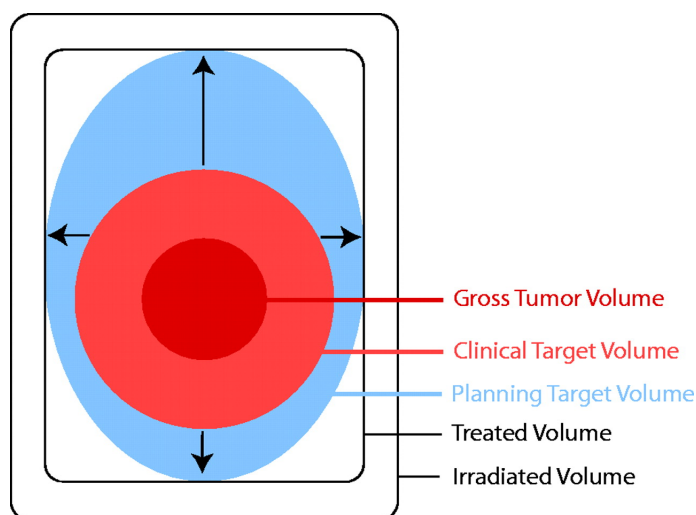 Gross Tumor Volume
Clinical Target Volume
Planning Target Volume
Treated Volume
Irradiated Volume